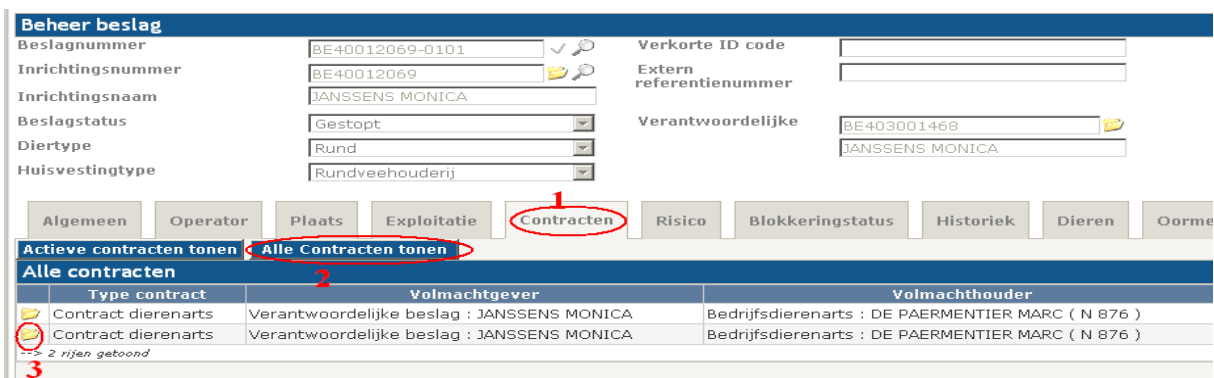 Beheer beslag
Beslagnummer BE40012069-0101 Verkorte ID code
Inrichtingsnummer BE40012069 Extern referentienummer
Inrichtingsnaam JANSSENS MONICA
Beslagstatus Gestopt Verantwoordelijke BE403001468
Diertype Rund JANSSENS MONICA
Huisvestingtype Rundveehouderij
1
Algemeen Operator Plaats Exploitatie Contracten Risico Blokkeringstatus Historiek Dieren Oorme
Actieve contracten tonen Alle Contracten tonen
2
Alle contracten
Type contract Volmachtgever Volmachthouder
Contract dierenarts Verantwoordelijke beslag : JANSSENS MONICA Bedrijfsdierenarts : DE PAERMENTIER MARC ( N 876 )
Contract dierenarts Verantwoordelijke beslag : JANSSENS MONICA Bedrijfsdierenarts : DE PAERMENTIER MARC ( N 876 )
--> 2 rijen getoond
3